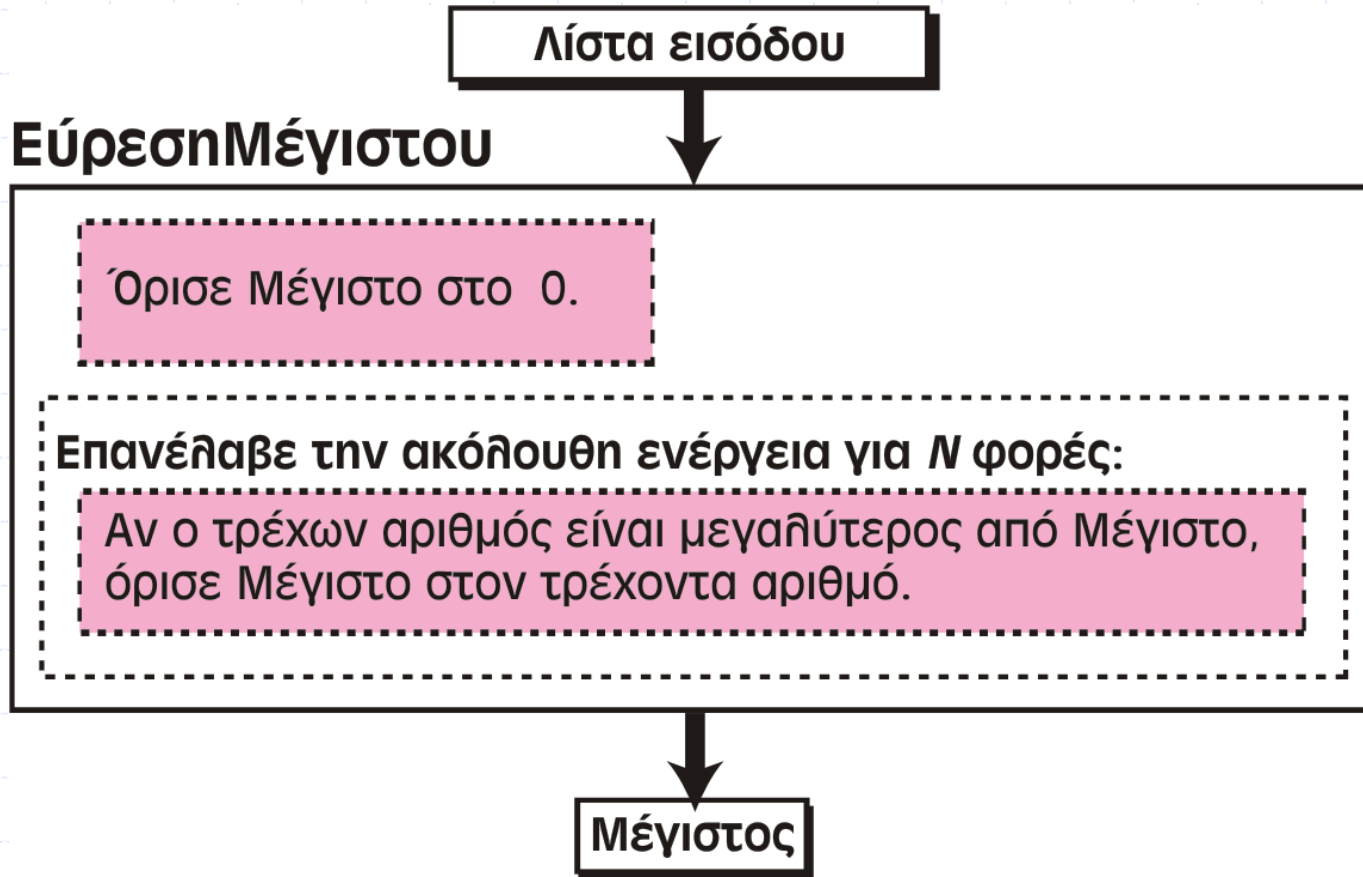 Λίστα εισόδου
ΕύρεσηΜέγιστου
Όρισε Μέγιστο στο 0.
Επανέλαβε την ακόλουθη ενέργεια για N φορές:
Αν ο τρέχων αριθμός είναι μεγαλύτερος από Μέγιστο,
όρισε Μέγιστο στον τρέχοντα αριθμό.
Μέγιστος